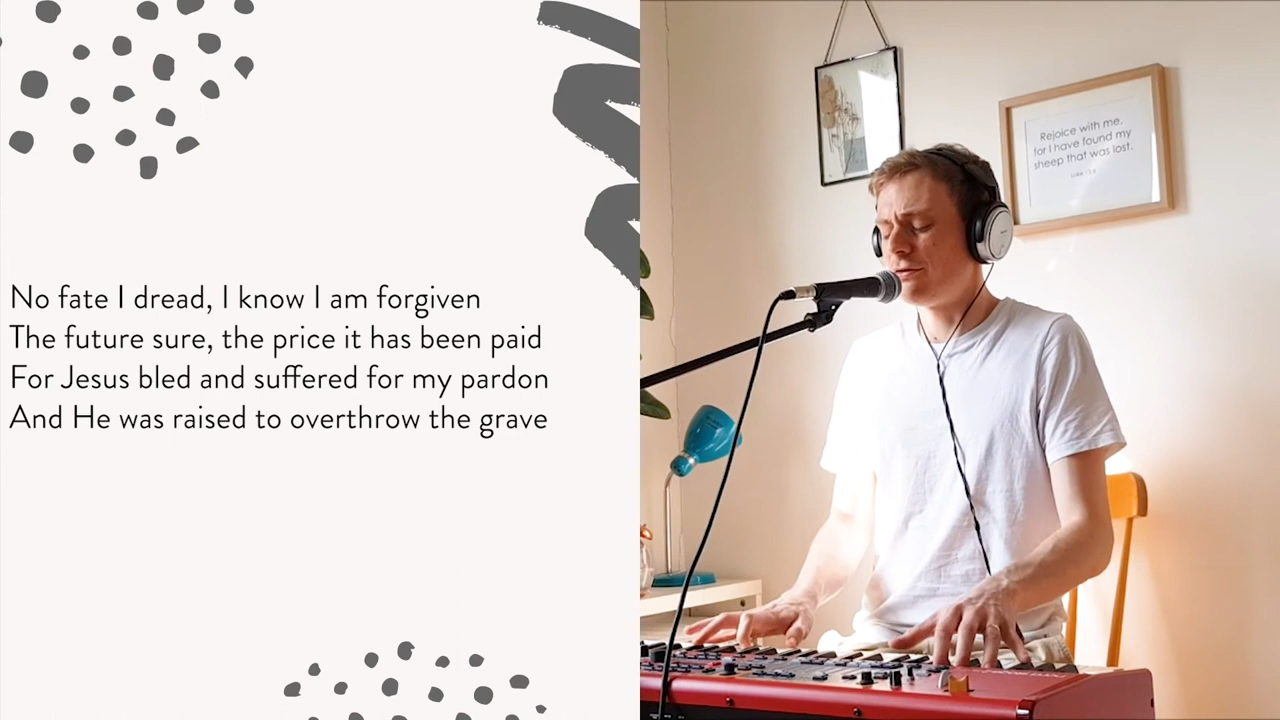 No fate I dread, I know I am forgiven
The future sure, the price it has been paid
For Jesus bled and suffered for my pardon
And He was raised to overthrow the grave
Rejoice with me,
for I have found my
sheep that was lost.